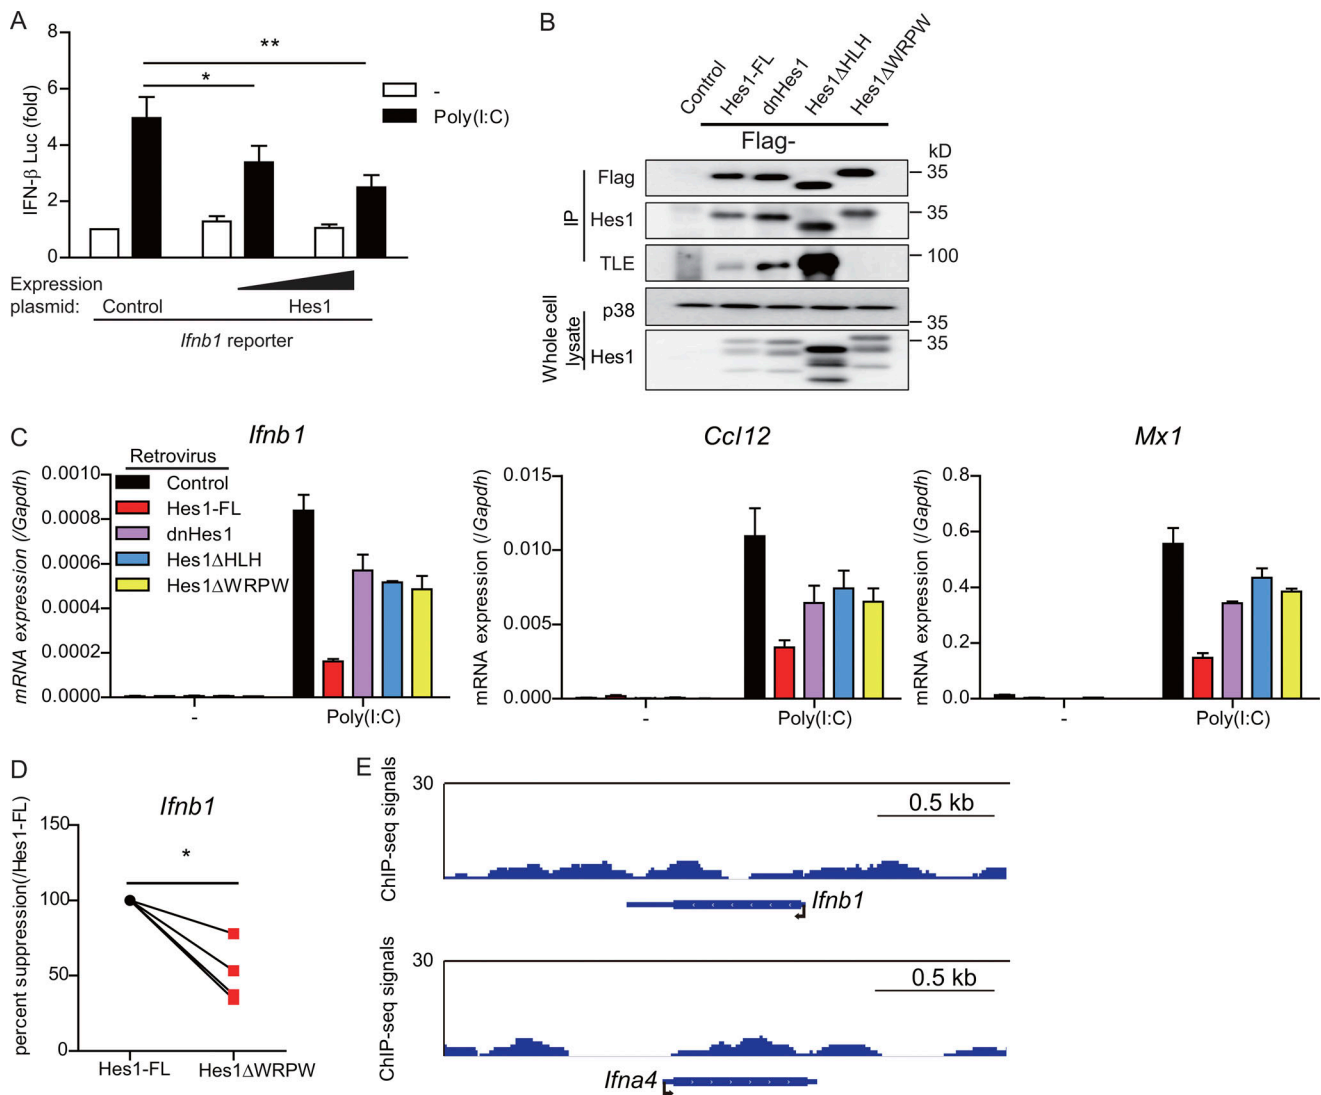 A
**
*
8
6
4
2
0
IFN-β Luc (fold)
-
Poly(I:C)
Expression
plasmid:
Control
Hes1
Ifnb1 reporter
B
Control
Hes1-FL
dnHes1
Hes1ΔHLH
Hes1ΔWRPW
Flag-
kD
IP
Flag
35
Hes1
35
TLE
100
Whole cell
lysate
p38
35
Hes1
35
C
Ifnb1
Retrovirus
Control
Hes1-FL
dnHes1
Hes1ΔHLH
Hes1ΔWRPW
mRNA expression (/Gapdh)
0.0010
0.0008
0.0006
0.0004
0.0002
0.0000
-
Poly(I:C)
Ccl12
mRNA expression (/Gapdh)
0.015
0.010
0.005
0.000
-
Poly(I:C)
Mx1
mRNA expression (/Gapdh)
0.8
0.6
0.4
0.2
0.0
-
Poly(I:C)
D
Ifnb1
percent suppression(/Hes1-FL)
150
100
50
0
*
Hes1-FL
Hes1ΔWRPW
E
ChIP-seq signals
30
0.5 kb
Ifnb1
ChIP-seq signals
30
0.5 kb
Ifna4